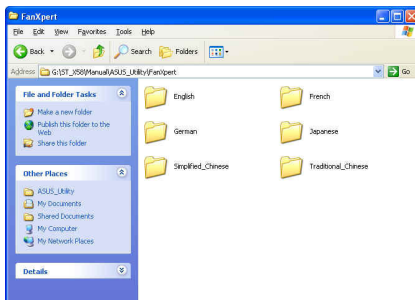 FanXpert
File Edit View Favorites Tools Help
Back Search Folders
Address G:\ST_X58\Manual\ASUS_Utility\FanXpert Go
File and Folder Tasks
Make a new folder
Publish this folder to the
Web
Share this folder
Other Places
ASUS_Utility
My Documents
Shared Documents
My Computer
My Network Places
Details
English French
German Japanese
Simplified_Chinese Traditional_Chinese